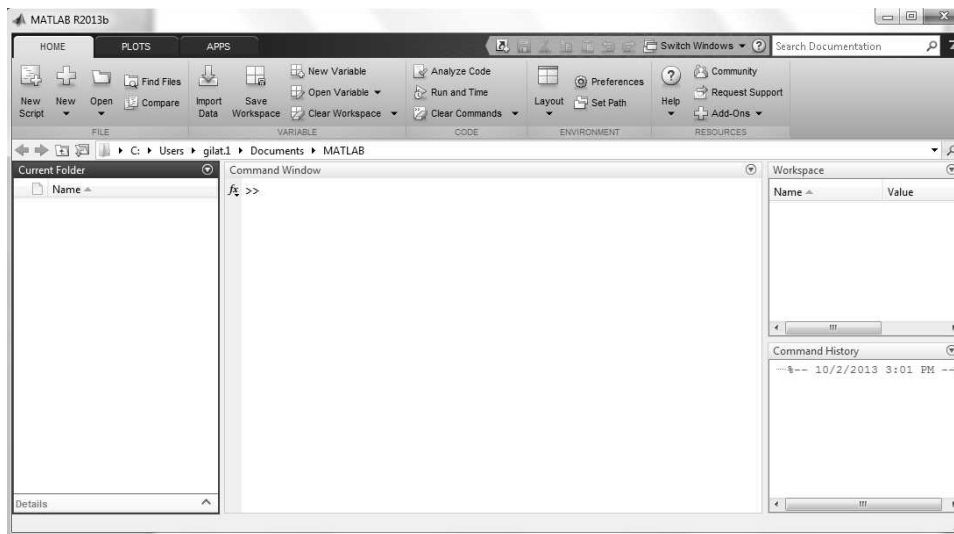 MATLAB R2013b
HOME PLOTS APPS
Switch Windows Search Documentation
New Script
New
Open
Find Files
Compare
FILE
Import Data
Save Workspace
New Variable
Open Variable
Clear Workspace
VARIABLE
Analyze Code
Run and Time
Clear Commands
CODE
Layout
Preferences
Set Path
ENVIRONMENT
Help
Community
Request Support
Add-Ons
RESOURCES
C: Users gilat.1 Documents MATLAB
Current Folder
Name
Details
Command Window
fx >>
Workspace
Name Value
Command History
%-- 10/2/2013 3:01 PM --